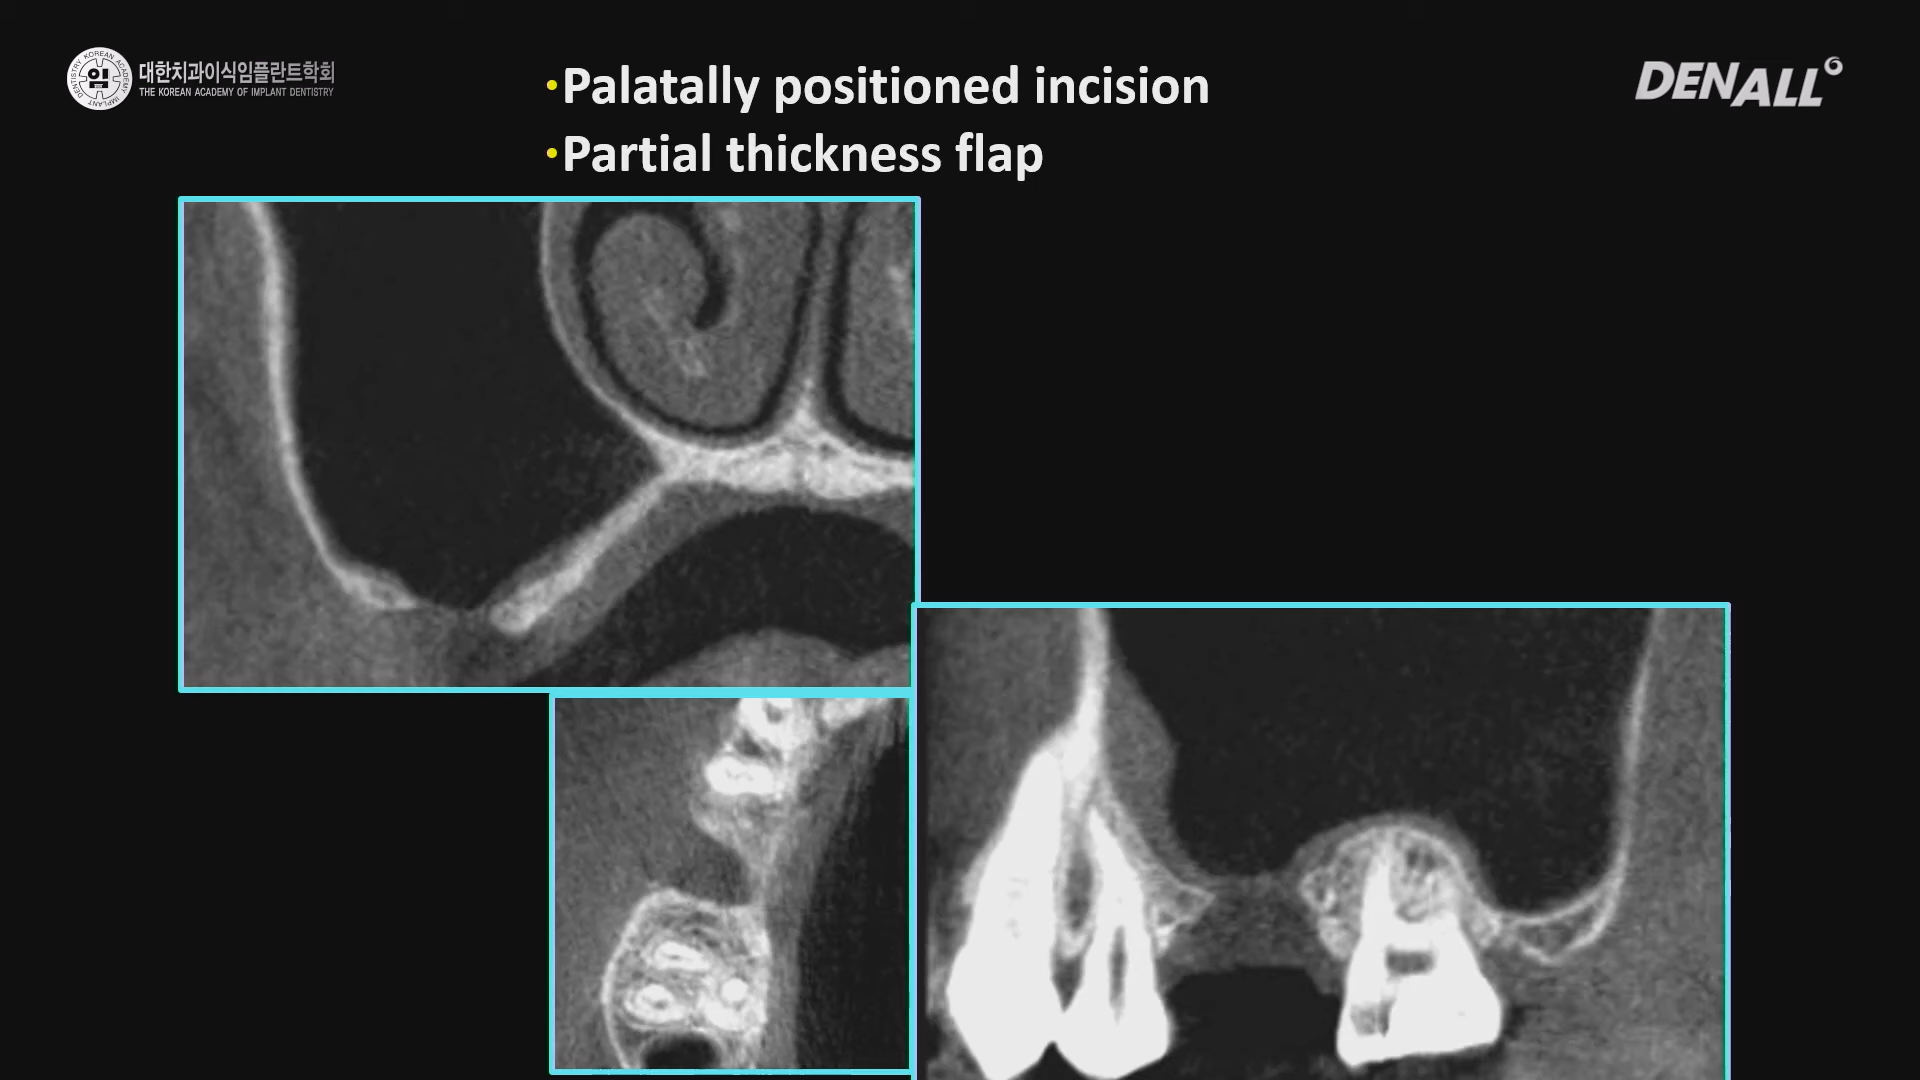 대한치과이식임플란트학회
THE KOREAN ACADEMY OF IMPLANT DENTISTRY
•Palatally positioned incision
•Partial thickness flap
DENALL